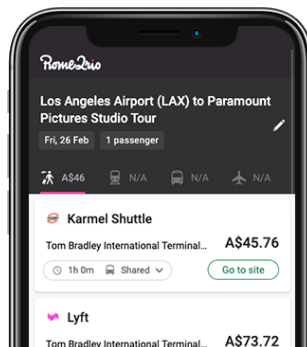 Rome2rio
Los Angeles Airport (LAX) to Paramount
Pictures Studio Tour
Fri, 26 Feb 1 passenger
A$46 N/A N/A N/A
Karmel Shuttle
Tom Bradley International Terminal... A$45.76
1h 0m Shared Go to site
Lyft
Tom Bradley International Terminal... A$73.72